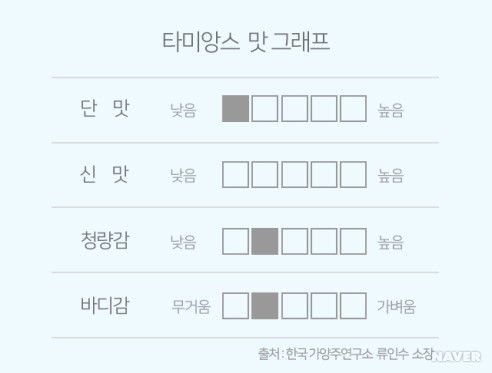 타미앙스 맛 그래프
단 맛 낮음 높음
신 맛 낮음 높음
청량감 낮음 높음
바디감 무거움 가벼움
출처 : 한국가양주연구소 류인수 소장
NAVER